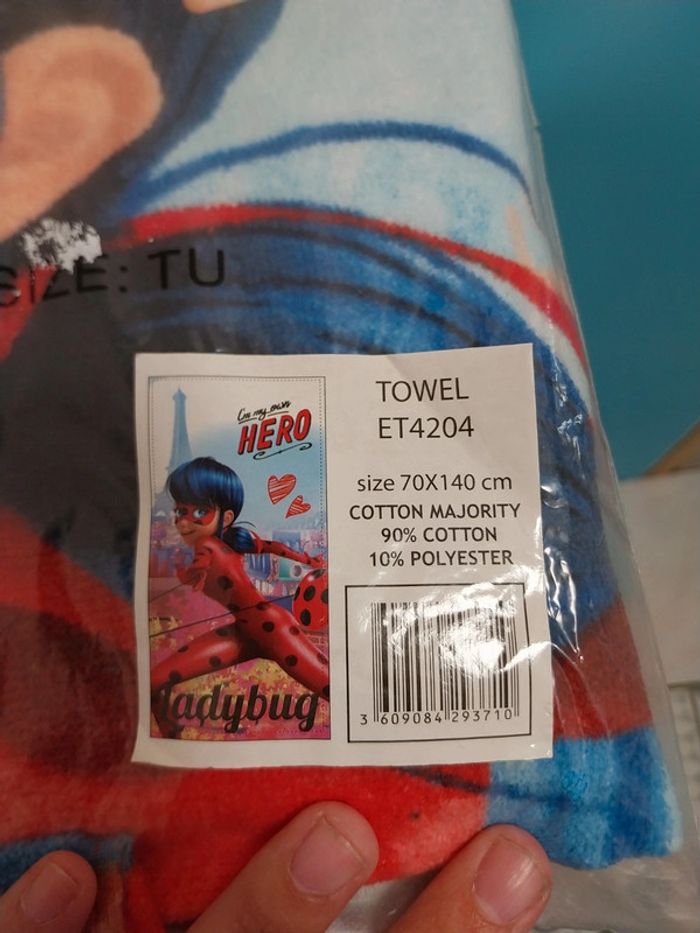 SIZE: TU
I'm my own
HERO
ladybug
TOWEL
ET4204
size 70X140 cm
COTTON MAJORITY
90% COTTON
10% POLYESTER
3 609084 293710